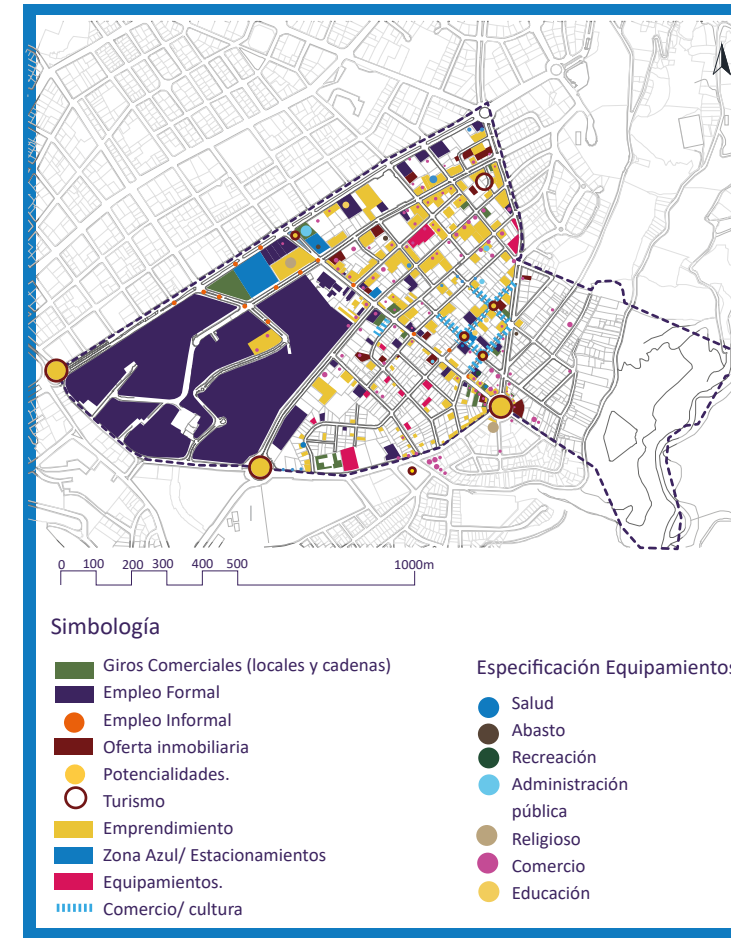 0 100 200 300 400 500 1000m
Simbología
Giros Comerciales (locales y cadenas)
Empleo Formal
Empleo Informal
Oferta inmobiliaria
Potencialidades.
Turismo
Emprendimiento
Zona Azul/ Estacionamientos
Equipamientos.
Comercio/ cultura
Especificación Equipamientos
Salud
Abasto
Recreación
Administración
pública
Religioso
Comercio
Educación